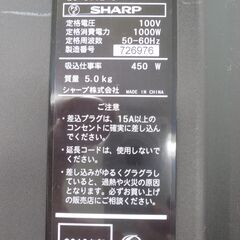 SHARP
定格電圧 100V
定格消費電力 1000W
定格周波数 50-60Hz
製造番号 726976
吸込仕事率 450 W
質量 5.0kg
シャープ株式会社 MADE IN CHINA
ご注意
• 差込プラグは、15A以上の
コンセントに確実に差し込んで
ください。
• 延長コードは、使用しないで
ください。
• 差し込みがゆるくグラグラし
ていると、過熱や火災の原因
になります。必ずお買い上げ
の販売店にご相談ください。